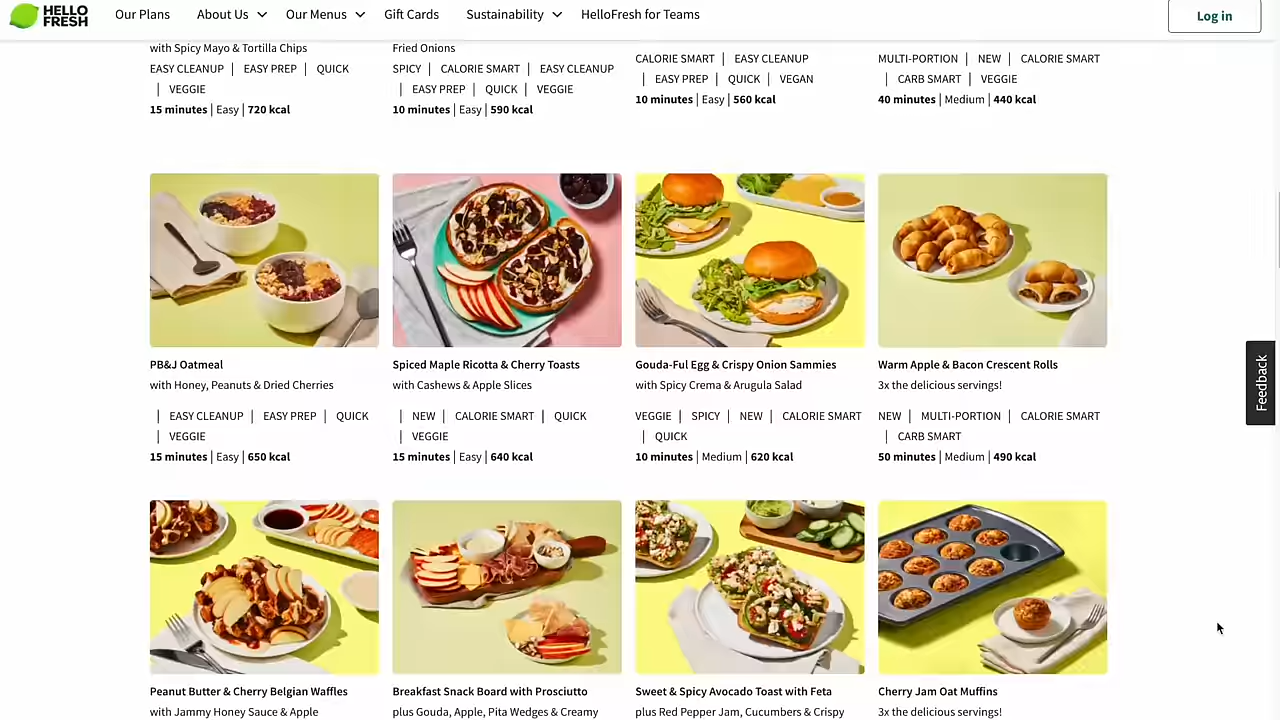 HELLO
FRESH
Our Plans
About Us
Our Menus
Gift Cards
Sustainability
HelloFresh for Teams
Log in
with Spicy Mayo & Tortilla Chips
EASY CLEANUP | EASY PREP | QUICK
| VEGGIE
15 minutes | Easy | 720 kcal
Fried Onions
SPICY | CALORIE SMART | EASY CLEANUP
| EASY PREP | QUICK | VEGGIE
10 minutes | Easy | 590 kcal
CALORIE SMART | EASY CLEANUP
| EASY PREP | QUICK | VEGAN
10 minutes | Easy | 560 kcal
MULTI-PORTION | NEW | CALORIE SMART
| CARB SMART | VEGGIE
40 minutes | Medium | 440 kcal
PB&J Oatmeal
with Honey, Peanuts & Dried Cherries
| EASY CLEANUP | EASY PREP | QUICK
| VEGGIE
15 minutes | Easy | 650 kcal
Spiced Maple Ricotta & Cherry Toasts
with Cashews & Apple Slices
| NEW | CALORIE SMART | QUICK
| VEGGIE
15 minutes | Easy | 640 kcal
Gouda-Ful Egg & Crispy Onion Sammies
with Spicy Crema & Arugula Salad
VEGGIE | SPICY | NEW | CALORIE SMART
| QUICK
10 minutes | Medium | 620 kcal
Warm Apple & Bacon Crescent Rolls
3x the delicious servings!
NEW | MULTI-PORTION | CALORIE SMART
| CARB SMART
50 minutes | Medium | 490 kcal
Feedback
Peanut Butter & Cherry Belgian Waffles
with Jammy Honey Sauce & Apple
Breakfast Snack Board with Prosciutto
plus Gouda, Apple, Pita Wedges & Creamy
Sweet & Spicy Avocado Toast with Feta
plus Red Pepper Jam, Cucumbers & Crispy
Cherry Jam Oat Muffins
3x the delicious servings!